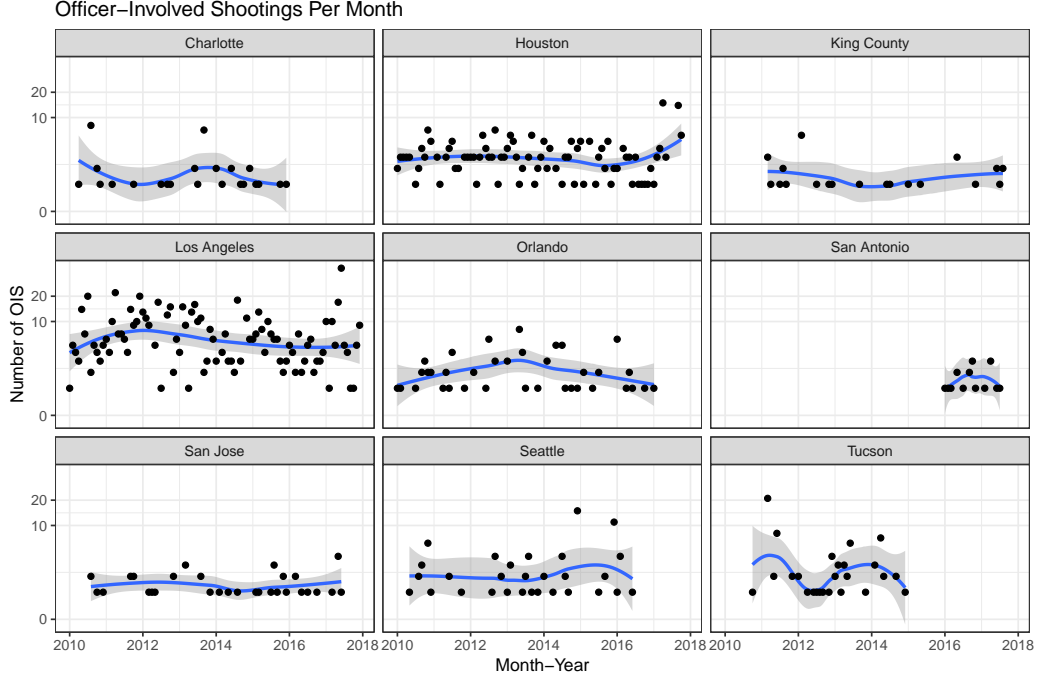 Officer−Involved Shootings Per Month
Charlotte
Houston
King County
20
10
0
Los Angeles
Orlando
San Antonio
20
10
0
San Jose
Seattle
Tucson
20
10
0
2010 2012 2014 2016 2018 2010 2012 2014 2016 2018 2010 2012 2014 2016 2018
Month−Year
Number of OIS